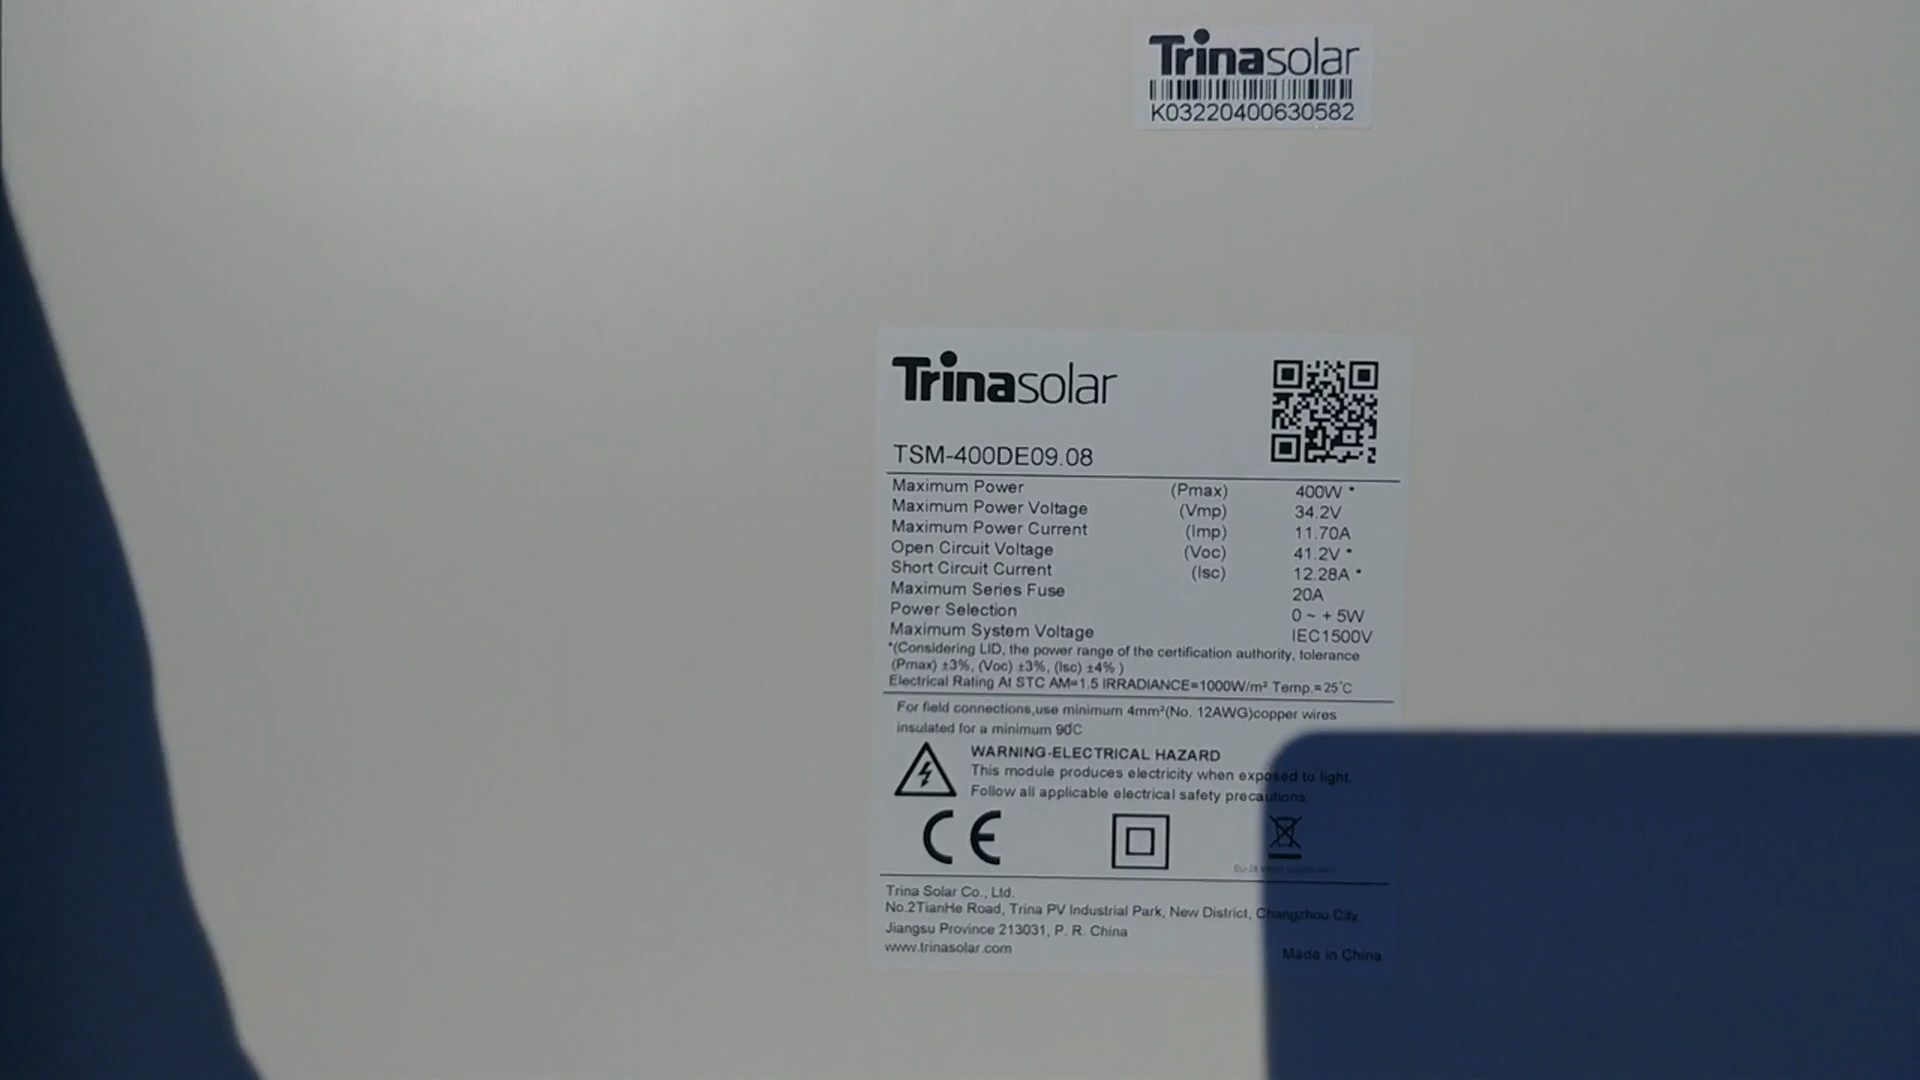 Trinasolar
K03220400630582
Trinasolar
TSM-400DE09.08
Maximum Power (Pmax) 400W *
Maximum Power Voltage (Vmp) 34.2V
Maximum Power Current (Imp) 11.70A
Open Circuit Voltage (Voc) 41.2V *
Short Circuit Current (Isc) 12.28A *
Maximum Series Fuse 20A
Power Selection 0 ~ + 5W
Maximum System Voltage IEC1500V
*(Considering LID, the power range of the certification authority, tolerance
(Pmax) ±3%, (Voc) ±3%, (Isc) ±4% )
Electrical Rating At STC AM=1.5 IRRADIANCE=1000W/m² Temp.=25℃
For field connections,use minimum 4mm²(No. 12AWG)copper wires
insulated for a minimum 90℃
WARNING-ELECTRICAL HAZARD
This module produces electricity when exposed to light.
Follow all applicable electrical safety precautions.
CE
EU-28
Trina Solar Co., Ltd.
No.2TianHe Road, Trina PV Industrial Park, New District, Changzhou City,
Jiangsu Province 213031, P. R. China
www.trinasolar.com
Made in China